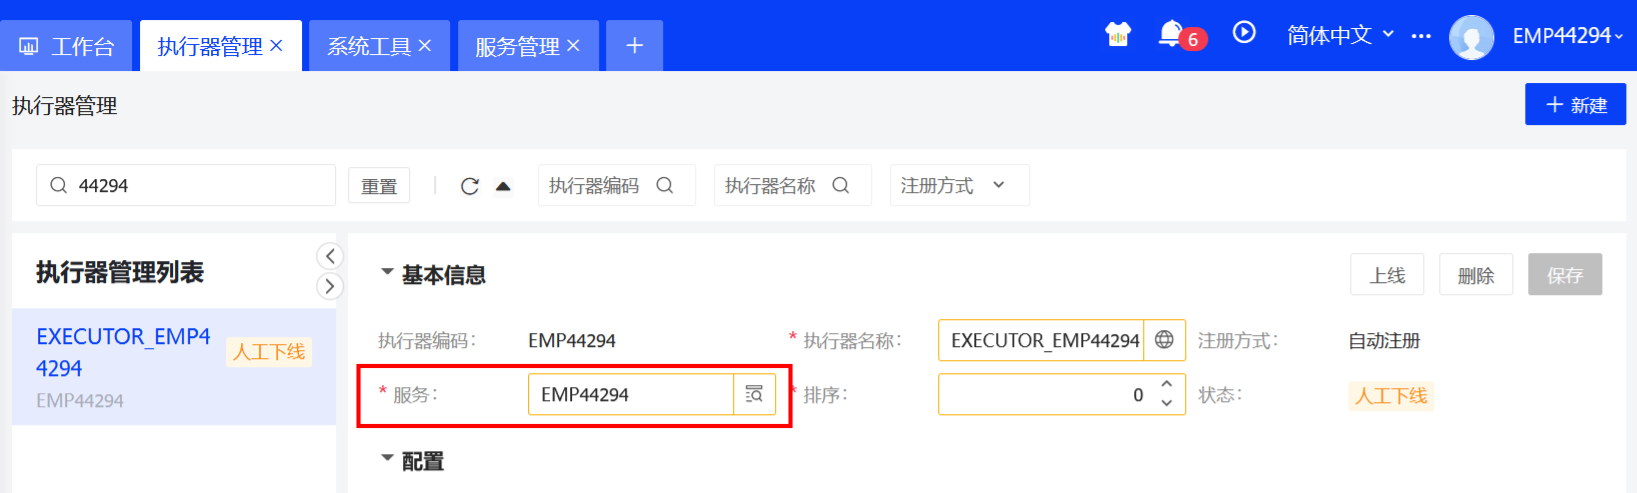 工作台 执行器管理 × 系统工具 × 服务管理 × + 6 简体中文 ··· EMP44294
执行器管理 + 新建
44294 重置 执行器编码 执行器名称 注册方式
执行器管理列表
EXECUTOR_EMP4
4294
人工下线
EMP44294
基本信息 上线 删除 保存
执行器编码: EMP44294 * 执行器名称: EXECUTOR_EMP44294 注册方式: 自动注册
* 服务: EMP44294 * 排序: 0 状态: 人工下线
配置